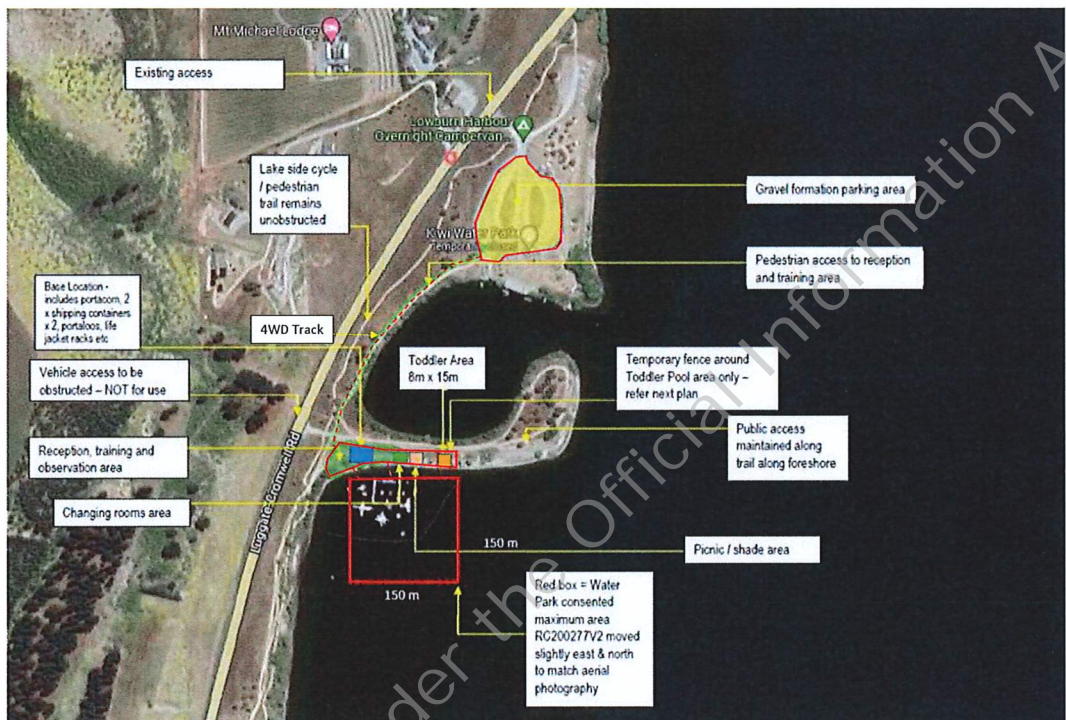 Mt Michael Lodge
Existing access
Lowburn Harbour
Overnight Campervan...
Lake side cycle
/ pedestrian
trail remains
unobstructed
Gravel formation parking area
Kiwi Water Park
Pedestrian access to reception
and training area
Base Location -
includes portacom, 2
x shipping containers
x 2, portaloos, life
jacket racks etc
4WD Track
Toddler Area
8m x 15m
Temporary fence around
Toddler Pool area only –
refer next plan
Vehicle access to be
obstructed – NOT for use
Public access
maintained along
trail along foreshore
Reception, training and
observation area
Changing rooms area
Luggate-Cromwell Rd
150 m
Picnic / shade area
150 m
Red box = Water
Park consented
maximum area
RC200277V2 moved
slightly east & north
to match aerial
photography
der the Official Information A